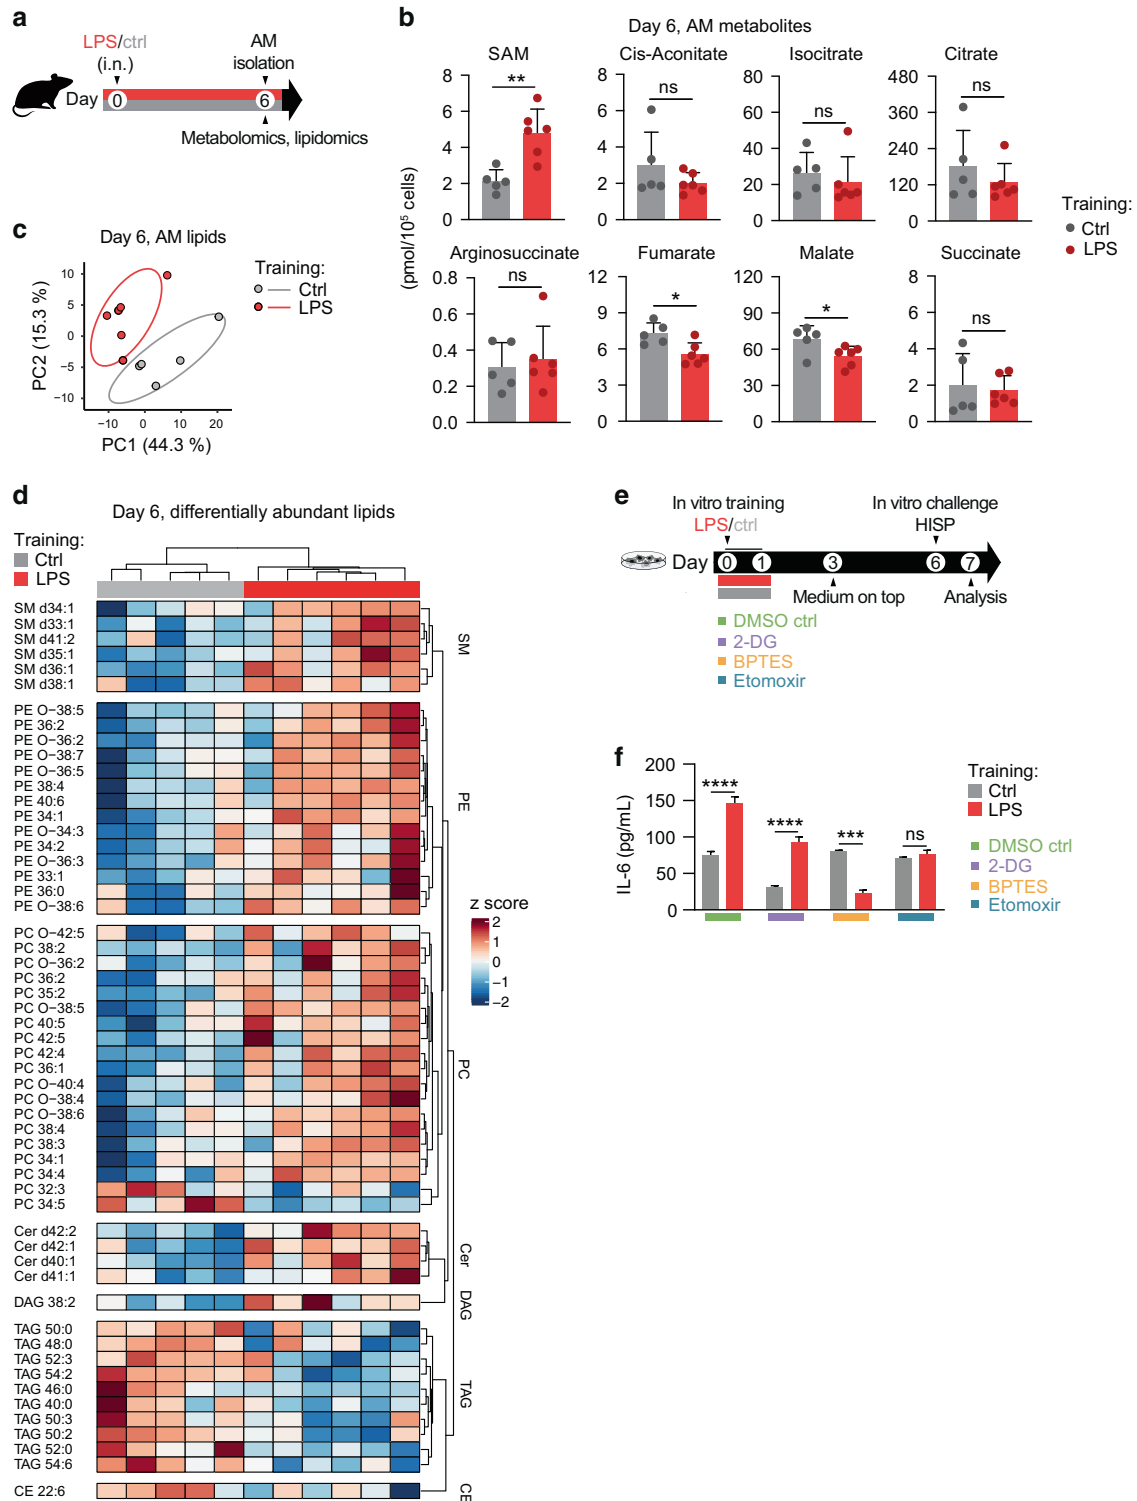 a
LPS/ctrl
(i.n.)
AM
isolation
Day 0 6
Metabolomics, lipidomics
b
Day 6, AM metabolites
SAM
Cis-Aconitate
Isocitrate
Citrate
(pmol/10⁵ cells)
8
6
4
2
0
**
8
6
4
2
0
ns
80
60
40
20
0
ns
480
360
240
120
0
ns
Arginosuccinate
Fumarate
Malate
Succinate
0.8
0.6
0.4
0.2
0.0
ns
12
9
6
3
0
*
120
90
60
30
0
*
8
6
4
2
0
ns
Training:
Ctrl
LPS
c
Day 6, AM lipids
PC2 (15.3 %)
10
5
0
−5
−10
−10 0 10 20
PC1 (44.3 %)
Training:
Ctrl
LPS
d
Day 6, differentially abundant lipids
Training:
Ctrl
LPS
SM d34:1
SM d33:1
SM d41:2
SM d35:1
SM d36:1
SM d38:1
SM
PE O−38:5
PE 36:2
PE O−36:2
PE O−38:7
PE O−36:5
PE 38:4
PE 40:6
PE 34:1
PE O−34:3
PE 34:2
PE O−36:3
PE 33:1
PE 36:0
PE O−38:6
PE
PC O−42:5
PC 38:2
PC O−36:2
PC 36:2
PC 35:2
PC O−38:5
PC 40:5
PC 42:5
PC 42:4
PC 36:1
PC O−40:4
PC O−38:4
PC O−38:6
PC 38:4
PC 38:3
PC 34:1
PC 34:4
PC 32:3
PC 34:5
PC
Cer d42:2
Cer d42:1
Cer d40:1
Cer d41:1
Cer
DAG 38:2
DAG
TAG 50:0
TAG 48:0
TAG 52:3
TAG 54:2
TAG 46:0
TAG 40:0
TAG 50:3
TAG 50:2
TAG 52:0
TAG 54:6
TAG
CE 22:6
CE
z score
2
1
0
−1
−2
e
In vitro training
LPS/ctrl
In vitro challenge
HISP
Day 0 1 3 6 7
Medium on top
Analysis
DMSO ctrl
2-DG
BPTES
Etomoxir
f
IL-6 (pg/mL)
200
150
100
50
0
****
****
***
ns
Training:
Ctrl
LPS
DMSO ctrl
2-DG
BPTES
Etomoxir